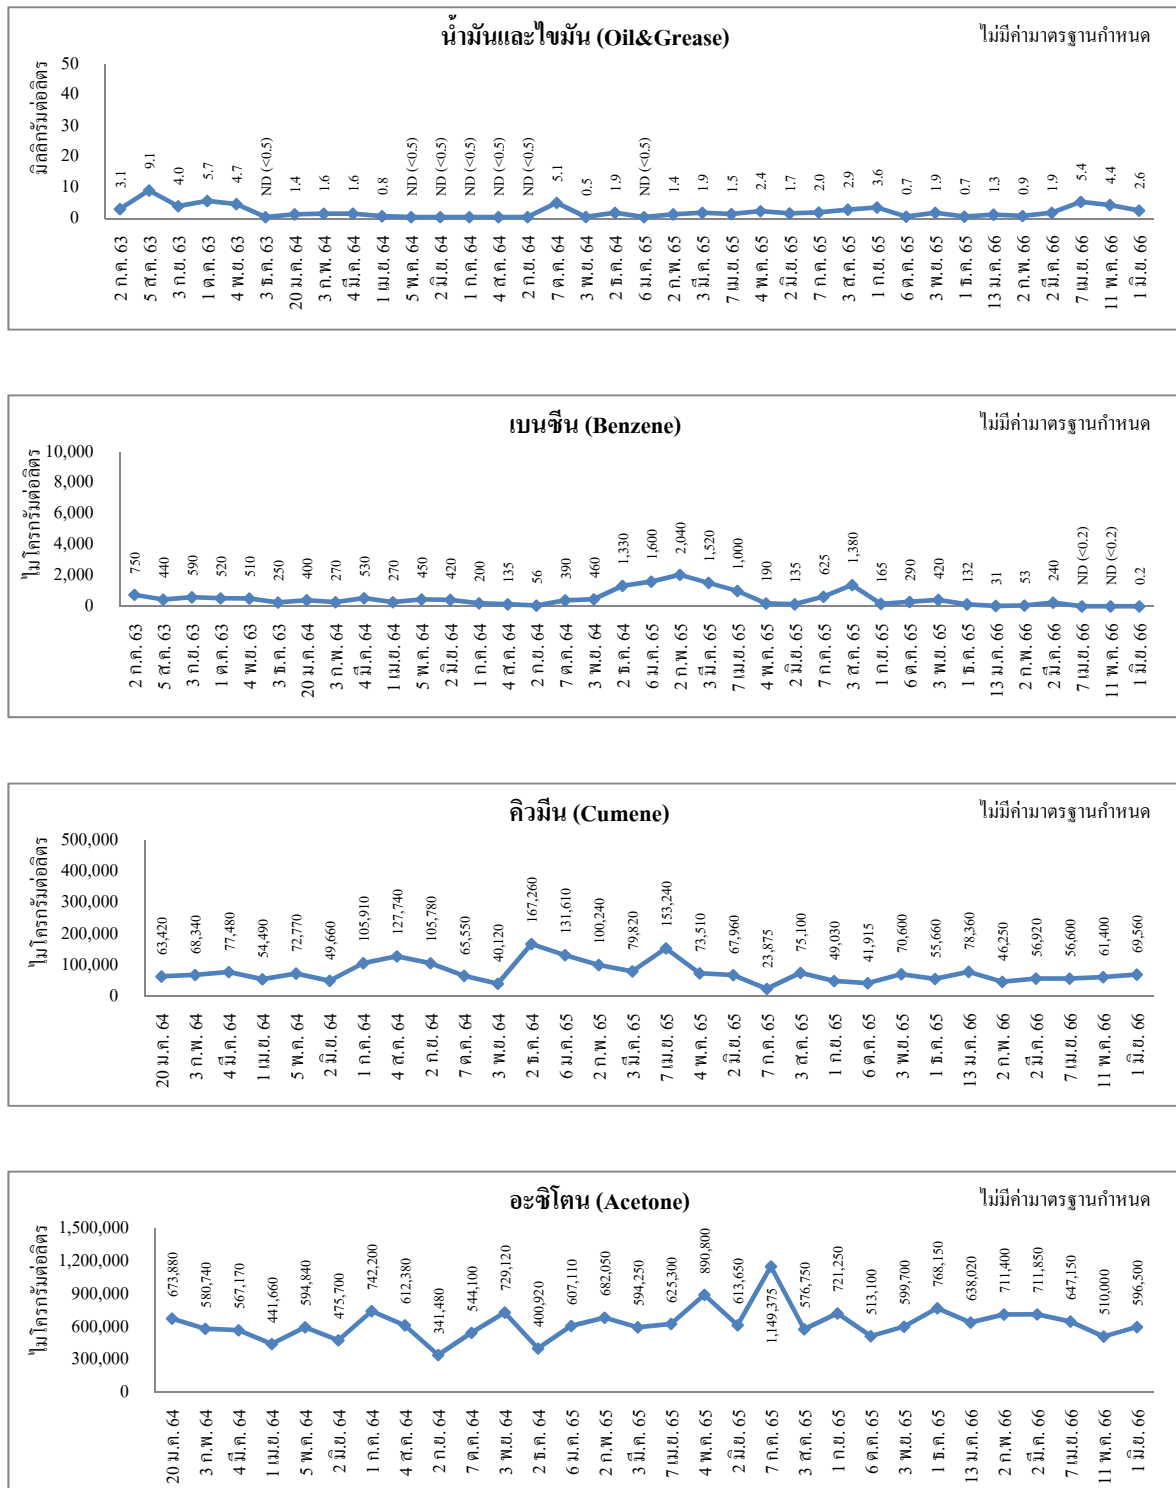 น้ำมันและไขมัน (Oil&Grease)
ไม่มีค่ามาตรฐานกำหนด
มิลลิกรัมต่อลิตร
50
40
30
20
10
0
3.1 9.1 4.0 5.7 4.7 ND (<0.5) 1.4 1.6 1.6 0.8 ND (<0.5) ND (<0.5) ND (<0.5) ND (<0.5) ND (<0.5) 5.1 0.5 1.9 ND (<0.5) 1.4 1.9 1.5 2.4 1.7 2.0 2.9 3.6 0.7 1.9 0.7 1.3 0.9 1.9 5.4 4.4 2.6
2 ก.ค. 63 5 ส.ค. 63 3 ก.ย. 63 1 ต.ค. 63 4 พ.ย. 63 3 ธ.ค. 63 20 ม.ค. 64 3 ก.พ. 64 4 มี.ค. 64 1 เม.ย. 64 5 พ.ค. 64 2 มิ.ย. 64 1 ก.ค. 64 4 ส.ค. 64 2 ก.ย. 64 7 ต.ค. 64 3 พ.ย. 64 2 ธ.ค. 64 6 ม.ค. 65 2 ก.พ. 65 3 มี.ค. 65 7 เม.ย. 65 4 พ.ค. 65 2 มิ.ย. 65 7 ก.ค. 65 3 ส.ค. 65 1 ก.ย. 65 6 ต.ค. 65 3 พ.ย. 65 1 ธ.ค. 65 13 ม.ค. 66 2 ก.พ. 66 2 มี.ค. 66 7 เม.ย. 66 11 พ.ค. 66 1 มิ.ย. 66
เบนซีน (Benzene)
ไม่มีค่ามาตรฐานกำหนด
ไมโครกรัมต่อลิตร
10,000
8,000
6,000
4,000
2,000
0
750 440 590 520 510 250 400 270 530 270 450 420 200 135 56 390 460 1,330 1,600 2,040 1,520 1,000 190 135 625 1,380 165 290 420 132 31 53 240 ND (<0.2) ND (<0.2) 0.2
2 ก.ค. 63 5 ส.ค. 63 3 ก.ย. 63 1 ต.ค. 63 4 พ.ย. 63 3 ธ.ค. 63 20 ม.ค. 64 3 ก.พ. 64 4 มี.ค. 64 1 เม.ย. 64 5 พ.ค. 64 2 มิ.ย. 64 1 ก.ค. 64 4 ส.ค. 64 2 ก.ย. 64 7 ต.ค. 64 3 พ.ย. 64 2 ธ.ค. 64 6 ม.ค. 65 2 ก.พ. 65 3 มี.ค. 65 7 เม.ย. 65 4 พ.ค. 65 2 มิ.ย. 65 7 ก.ค. 65 3 ส.ค. 65 1 ก.ย. 65 6 ต.ค. 65 3 พ.ย. 65 1 ธ.ค. 65 13 ม.ค. 66 2 ก.พ. 66 2 มี.ค. 66 7 เม.ย. 66 11 พ.ค. 66 1 มิ.ย. 66
คิวมีน (Cumene)
ไม่มีค่ามาตรฐานกำหนด
ไมโครกรัมต่อลิตร
500,000
400,000
300,000
200,000
100,000
0
63,420 68,340 77,480 54,490 72,770 49,660 105,910 127,740 105,780 65,550 40,120 167,260 131,610 100,240 79,820 153,240 73,510 67,960 23,875 75,100 49,030 41,915 70,600 55,660 78,360 46,250 56,920 56,600 61,400 69,560
20 ม.ค. 64 3 ก.พ. 64 4 มี.ค. 64 1 เม.ย. 64 5 พ.ค. 64 2 มิ.ย. 64 1 ก.ค. 64 4 ส.ค. 64 2 ก.ย. 64 7 ต.ค. 64 3 พ.ย. 64 2 ธ.ค. 64 6 ม.ค. 65 2 ก.พ. 65 3 มี.ค. 65 7 เม.ย. 65 4 พ.ค. 65 2 มิ.ย. 65 7 ก.ค. 65 3 ส.ค. 65 1 ก.ย. 65 6 ต.ค. 65 3 พ.ย. 65 1 ธ.ค. 65 13 ม.ค. 66 2 ก.พ. 66 2 มี.ค. 66 7 เม.ย. 66 11 พ.ค. 66 1 มิ.ย. 66
อะซิโตน (Acetone)
ไม่มีค่ามาตรฐานกำหนด
ไมโครกรัมต่อลิตร
1,500,000
1,200,000
900,000
600,000
300,000
0
673,880 580,740 567,170 441,660 594,840 475,700 742,200 612,380 341,480 544,100 729,120 400,920 607,110 682,050 594,250 625,300 890,800 613,650 1,149,375 576,750 721,250 513,100 599,700 768,150 638,020 711,400 711,850 647,150 510,000 596,500
20 ม.ค. 64 3 ก.พ. 64 4 มี.ค. 64 1 เม.ย. 64 5 พ.ค. 64 2 มิ.ย. 64 1 ก.ค. 64 4 ส.ค. 64 2 ก.ย. 64 7 ต.ค. 64 3 พ.ย. 64 2 ธ.ค. 64 6 ม.ค. 65 2 ก.พ. 65 3 มี.ค. 65 7 เม.ย. 65 4 พ.ค. 65 2 มิ.ย. 65 7 ก.ค. 65 3 ส.ค. 65 1 ก.ย. 65 6 ต.ค. 65 3 พ.ย. 65 1 ธ.ค. 65 13 ม.ค. 66 2 ก.พ. 66 2 มี.ค. 66 7 เม.ย. 66 11 พ.ค. 66 1 มิ.ย. 66